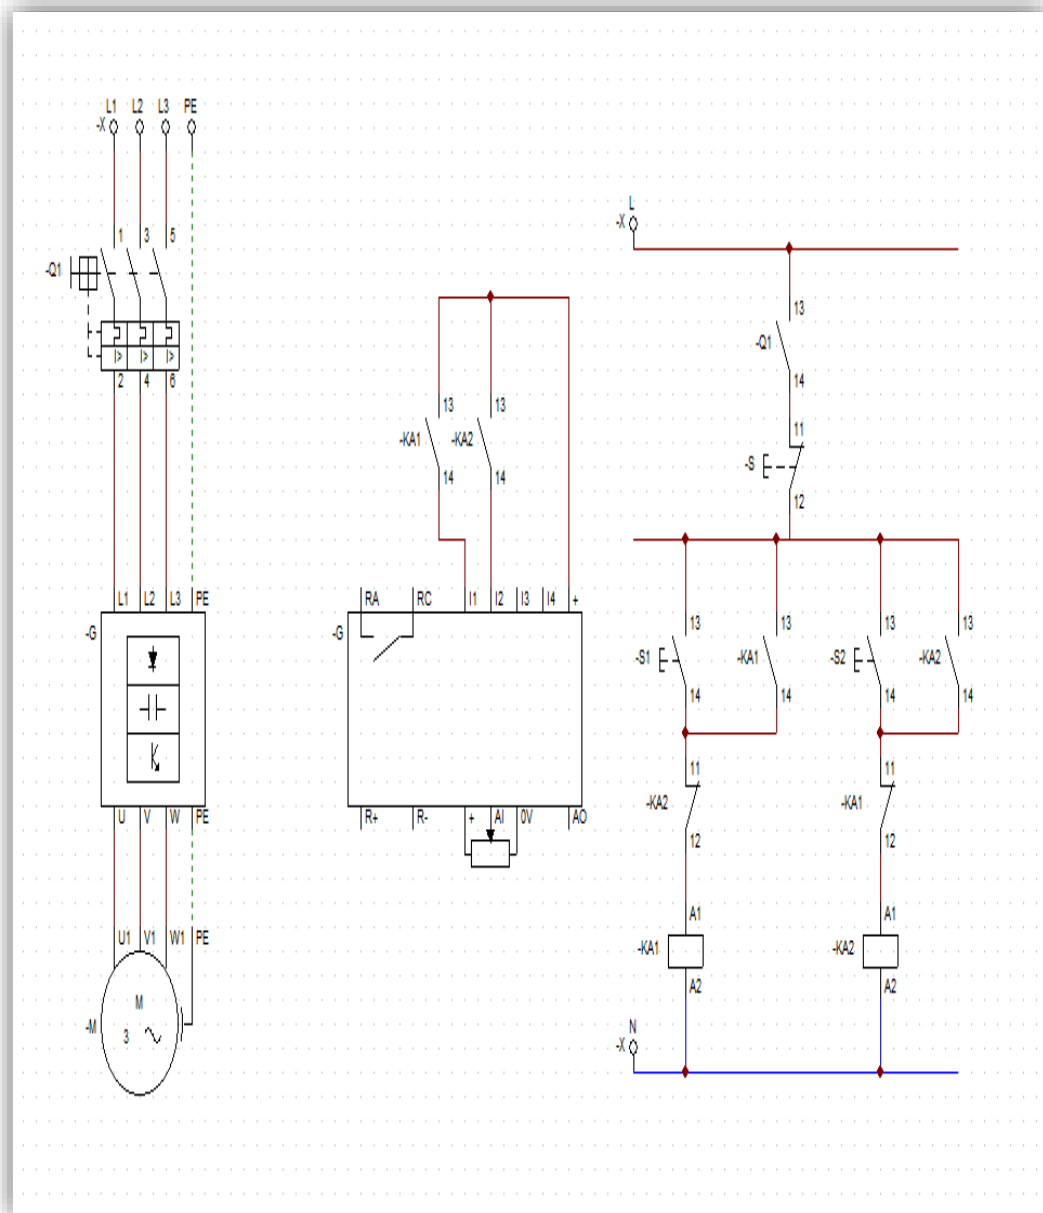 L1 L2 L3 PE
-X
1 3 5
-Q1
I> I> I>
2 4 6
L1 L2 L3 PE
-G
U V W PE
U1 V1 W1 PE
M
-M
3
13 13
-KA1 -KA2
14 14
RA RC I1 I2 I3 I4 +
-G
R+ R- + AI 0V AO
L
-X
13
-Q1
14
11
-S
12
13 13 13 13
-S1 -KA1 -S2 -KA2
14 14 14 14
11 11
-KA2 -KA1
12 12
A1 A1
-KA1 -KA2
A2 A2
N
-X